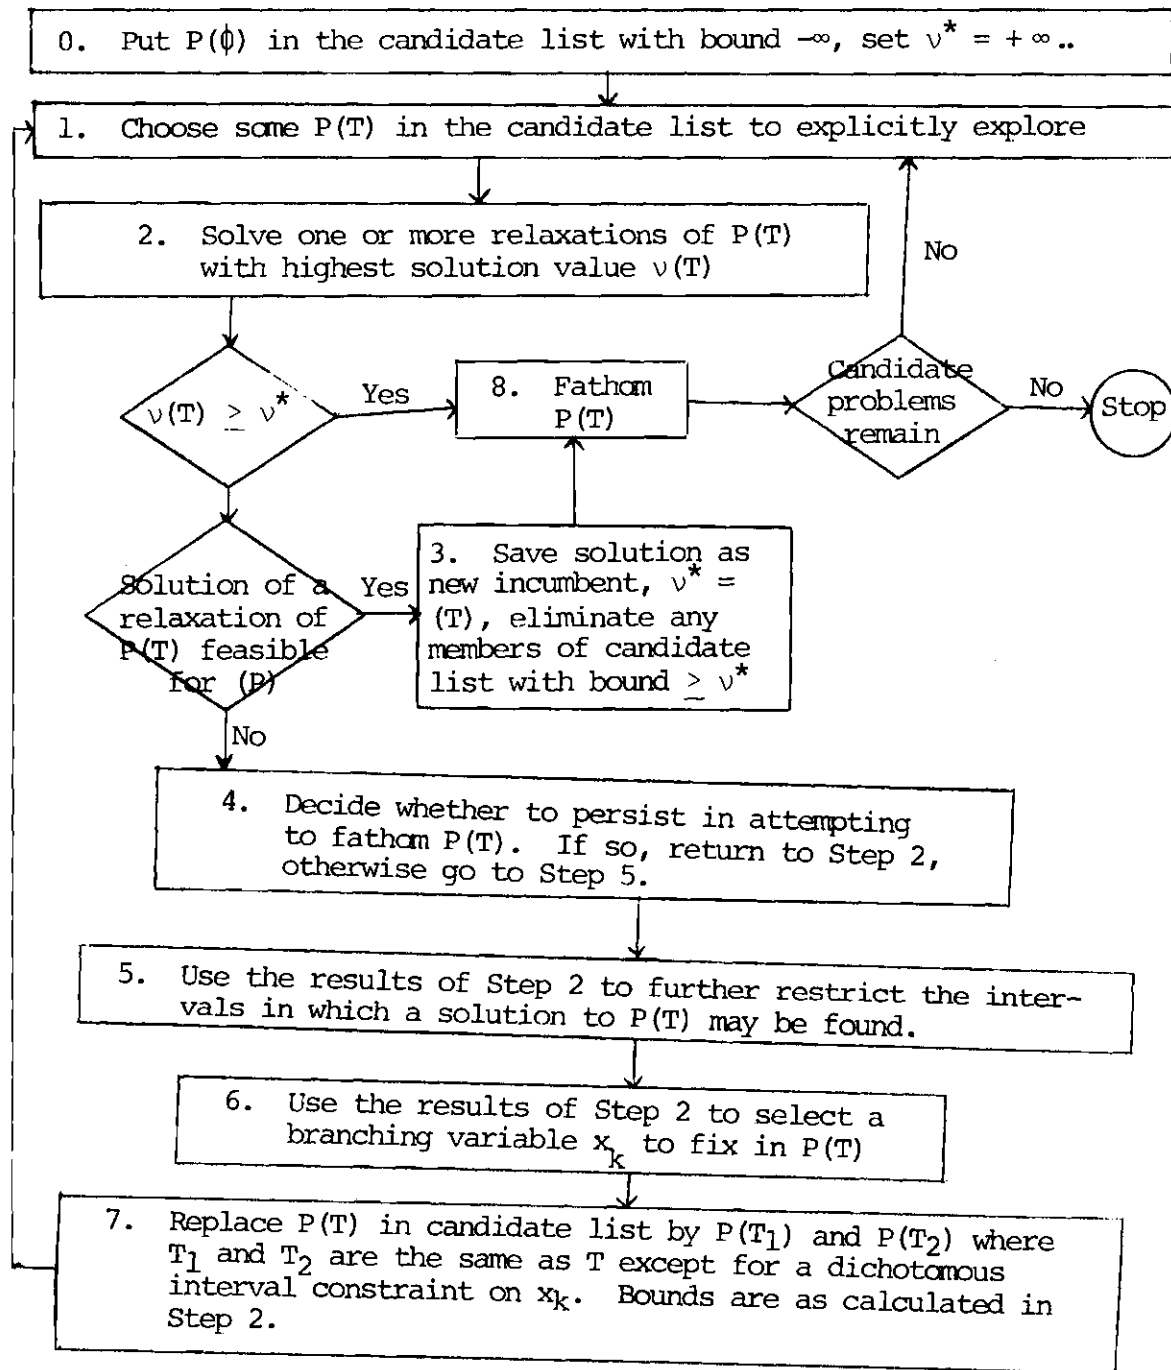 0. Put P(ϕ) in the candidate list with bound -∞, set ν* = + ∞..
1. Choose some P(T) in the candidate list to explicitly explore
2. Solve one or more relaxations of P(T)
with highest solution value ν(T)
No
ν(T) ≥ ν*
Yes
8. Fathom
P(T)
Candidate
problems
remain
No
Stop
Solution of a
relaxation of
P(T) feasible
for (P)
Yes
3. Save solution as
new incumbent, ν* =
(T), eliminate any
members of candidate
list with bound ≥ ν*
No
4. Decide whether to persist in attempting
to fathom P(T). If so, return to Step 2,
otherwise go to Step 5.
5. Use the results of Step 2 to further restrict the inter-
vals in which a solution to P(T) may be found.
6. Use the results of Step 2 to select a
branching variable x_k to fix in P(T)
7. Replace P(T) in candidate list by P(T₁) and P(T₂) where
T₁ and T₂ are the same as T except for a dichotomous
interval constraint on x_k. Bounds are as calculated in
Step 2.